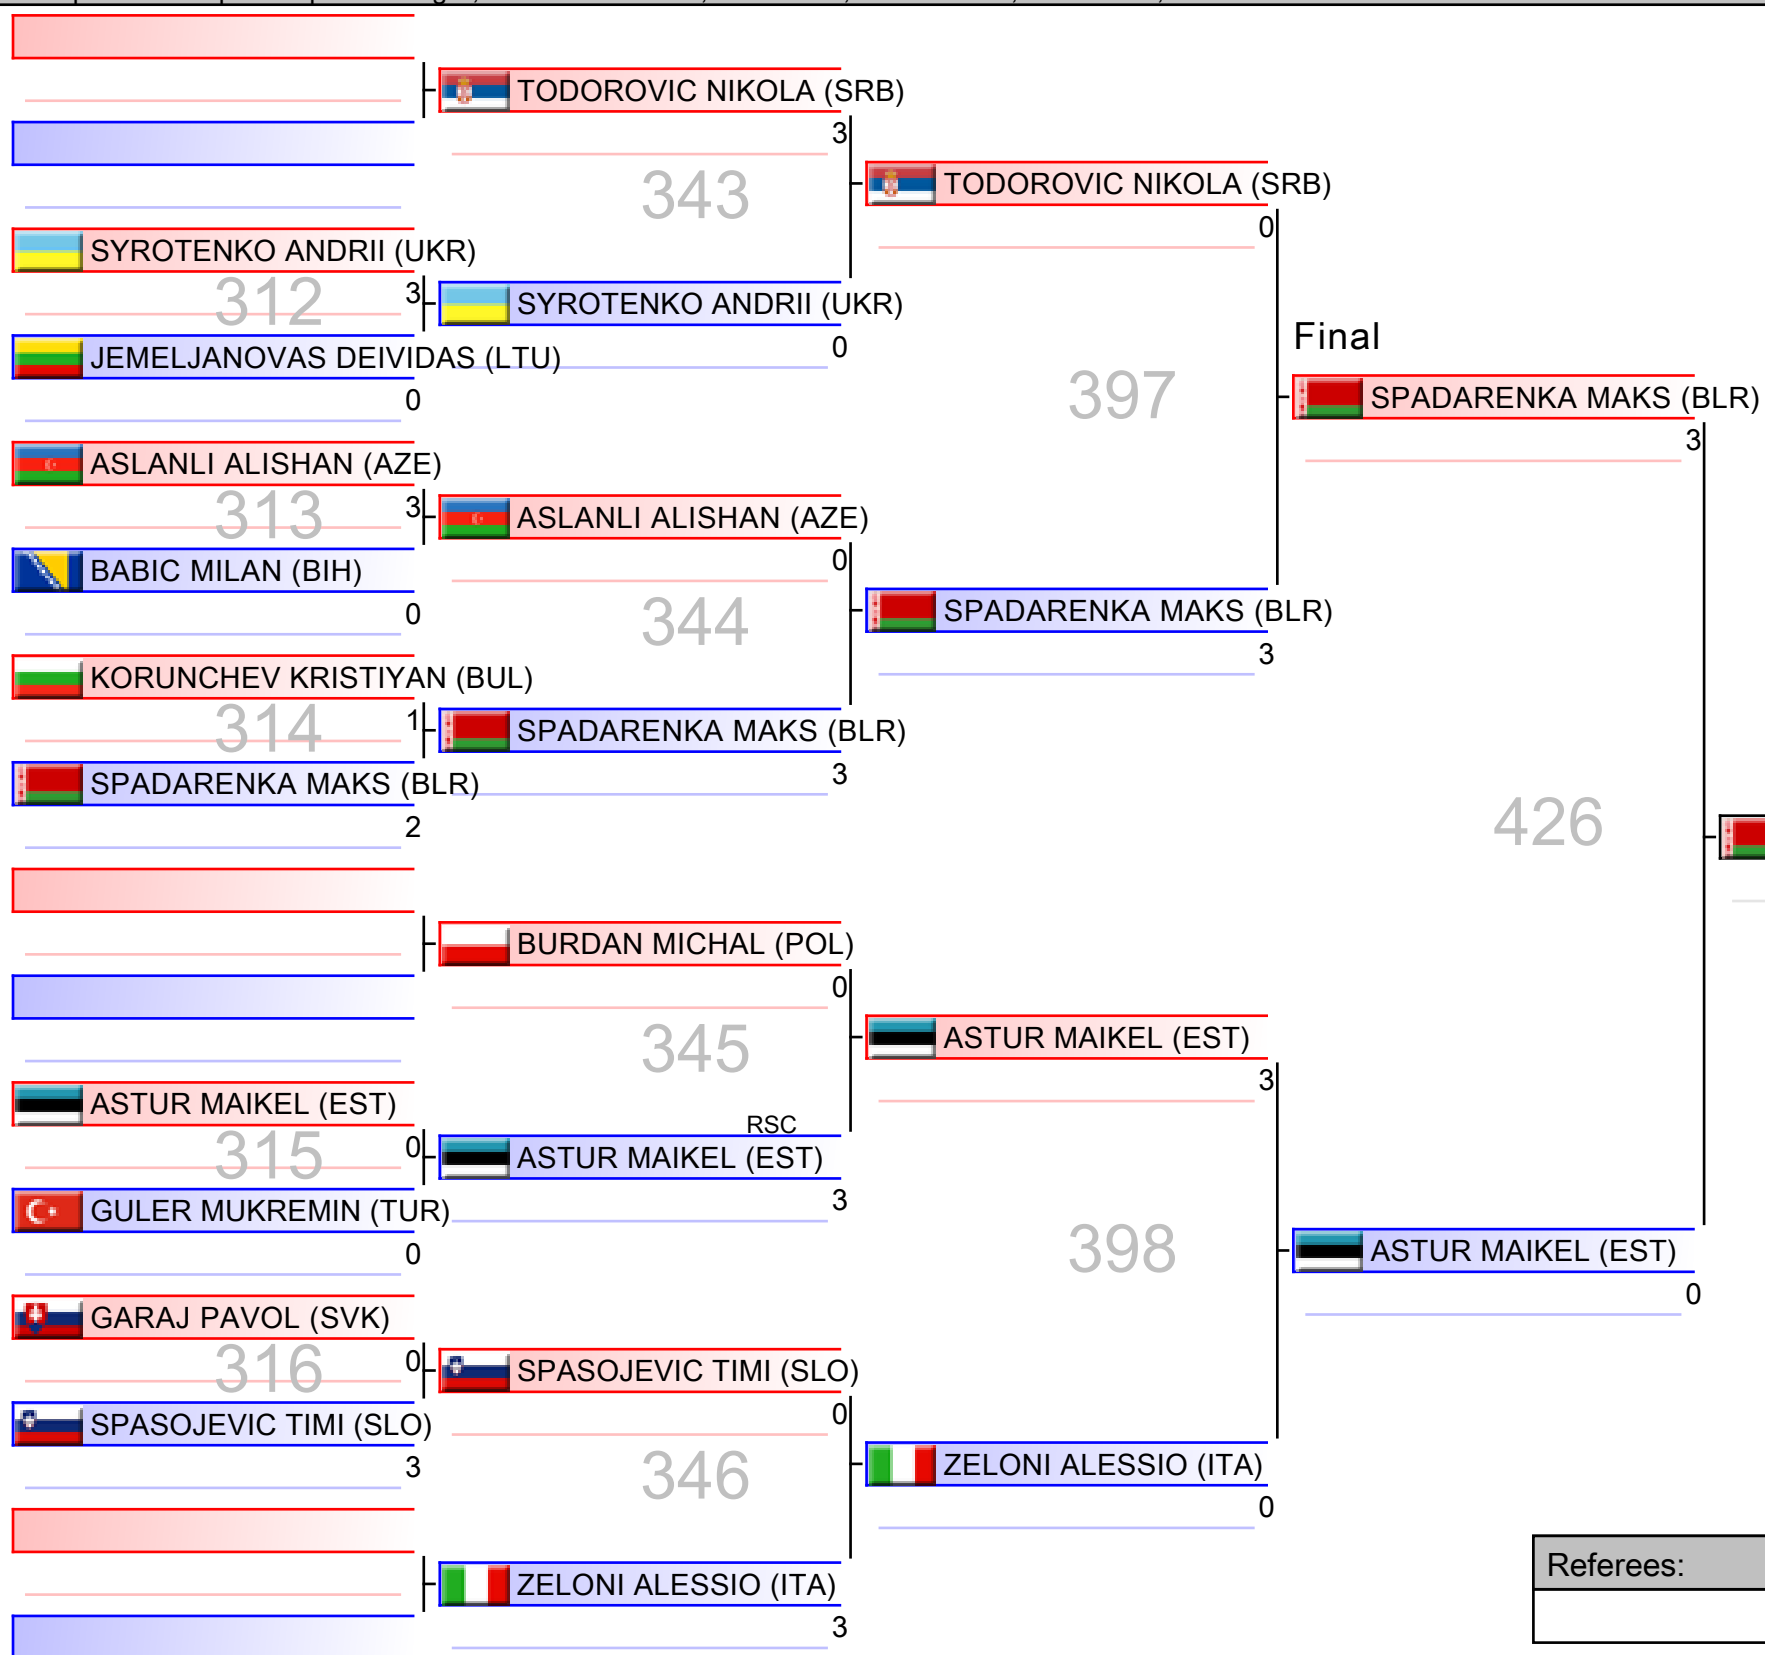 TODOROVIC NIKOLA (SRB)
3
343
TODOROVIC NIKOLA (SRB)
0
SYROTENKO ANDRII (UKR)
312
3
SYROTENKO ANDRII (UKR)
0
JEMELJANOVAS DEIVIDAS (LTU)
0
Final
397
SPADARENKA MAKS (BLR)
3
ASLANLI ALISHAN (AZE)
313
3
ASLANLI ALISHAN (AZE)
0
BABIC MILAN (BIH)
0
344
SPADARENKA MAKS (BLR)
3
KORUNCHEV KRISTIYAN (BUL)
314
1
SPADARENKA MAKS (BLR)
3
SPADARENKA MAKS (BLR)
2
426
BURDAN MICHAL (POL)
0
345
ASTUR MAIKEL (EST)
3
ASTUR MAIKEL (EST)
315
0
RSC
ASTUR MAIKEL (EST)
3
GULER MUKREMIN (TUR)
0
398
ASTUR MAIKEL (EST)
0
GARAJ PAVOL (SVK)
316
0
SPASOJEVIC TIMI (SLO)
0
SPASOJEVIC TIMI (SLO)
3
346
ZELONI ALESSIO (ITA)
0
ZELONI ALESSIO (ITA)
3
Referees: